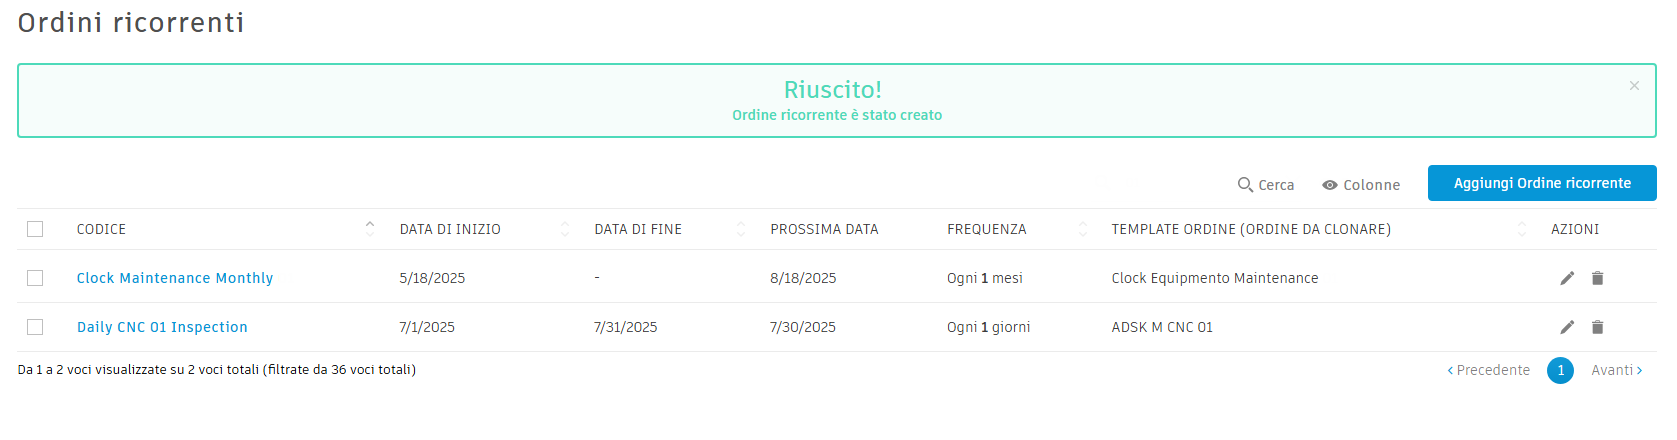 Ordini ricorrenti
Riuscito!
Ordine ricorrente è stato creato
Cerca Colonne Aggiungi Ordine ricorrente
CODICE DATA DI INIZIO DATA DI FINE PROSSIMA DATA FREQUENZA TEMPLATE ORDINE (ORDINE DA CLONARE) AZIONI
Clock Maintenance Monthly 5/18/2025 - 8/18/2025 Ogni 1 mesi Clock Equipmento Maintenance
Daily CNC 01 Inspection 7/1/2025 7/31/2025 7/30/2025 Ogni 1 giorni ADSK M CNC 01
Da 1 a 2 voci visualizzate su 2 voci totali (filtrate da 36 voci totali) Precedente 1 Avanti